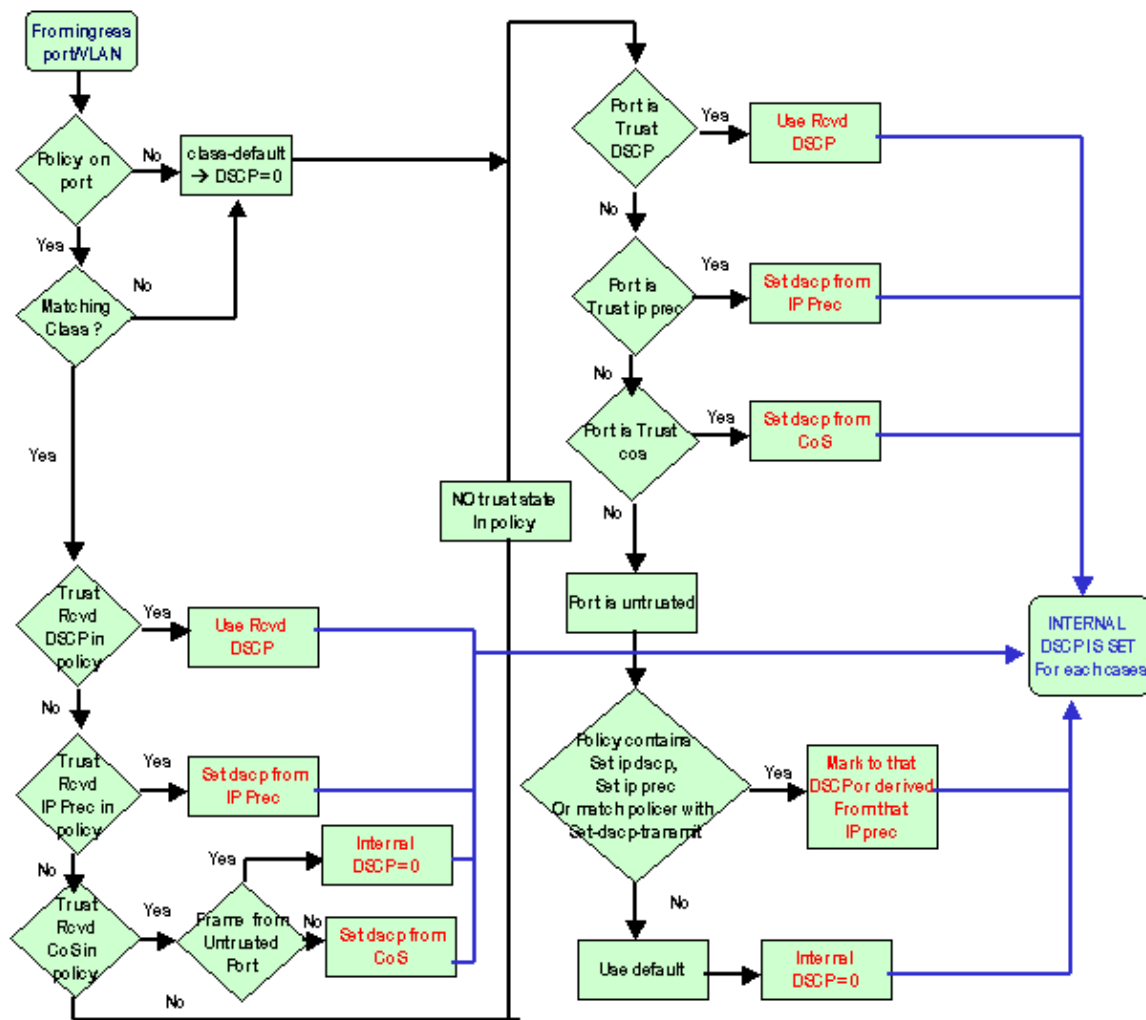 From ingress
port/VLAN
Policy on
port
No
class-default
→ DSCP = 0
Yes
Matching
Class ?
No
Yes
Trust
Rcvd
DSCP in
policy
Yes
Use Rcvd
DSCP
No
Trust
Rcvd
IP Prec in
policy
Yes
Set dscp from
IP Prec
No
Trust
Rcvd
CoS in
policy
Yes
Frame from
Untrusted
Port
Yes
Internal
DSCP = 0
No
Set dscp from
CoS
No
NO trust state
In policy
Port is
Trust
DSCP
Yes
Use Rcvd
DSCP
No
Port is
Trust ip prec
Yes
Set dscp from
IP Prec
No
Port is Trust
cos
Yes
Set dscp from
CoS
No
Port is untrusted
Policy contains
Set ip dscp,
Set ip prec
Or match policer with
Set-dscp-transmit
Yes
Mark to that
DSCP or derived
From that
IP prec
No
Use default
Internal
DSCP = 0
INTERNAL
DSCP IS SET
For each cases